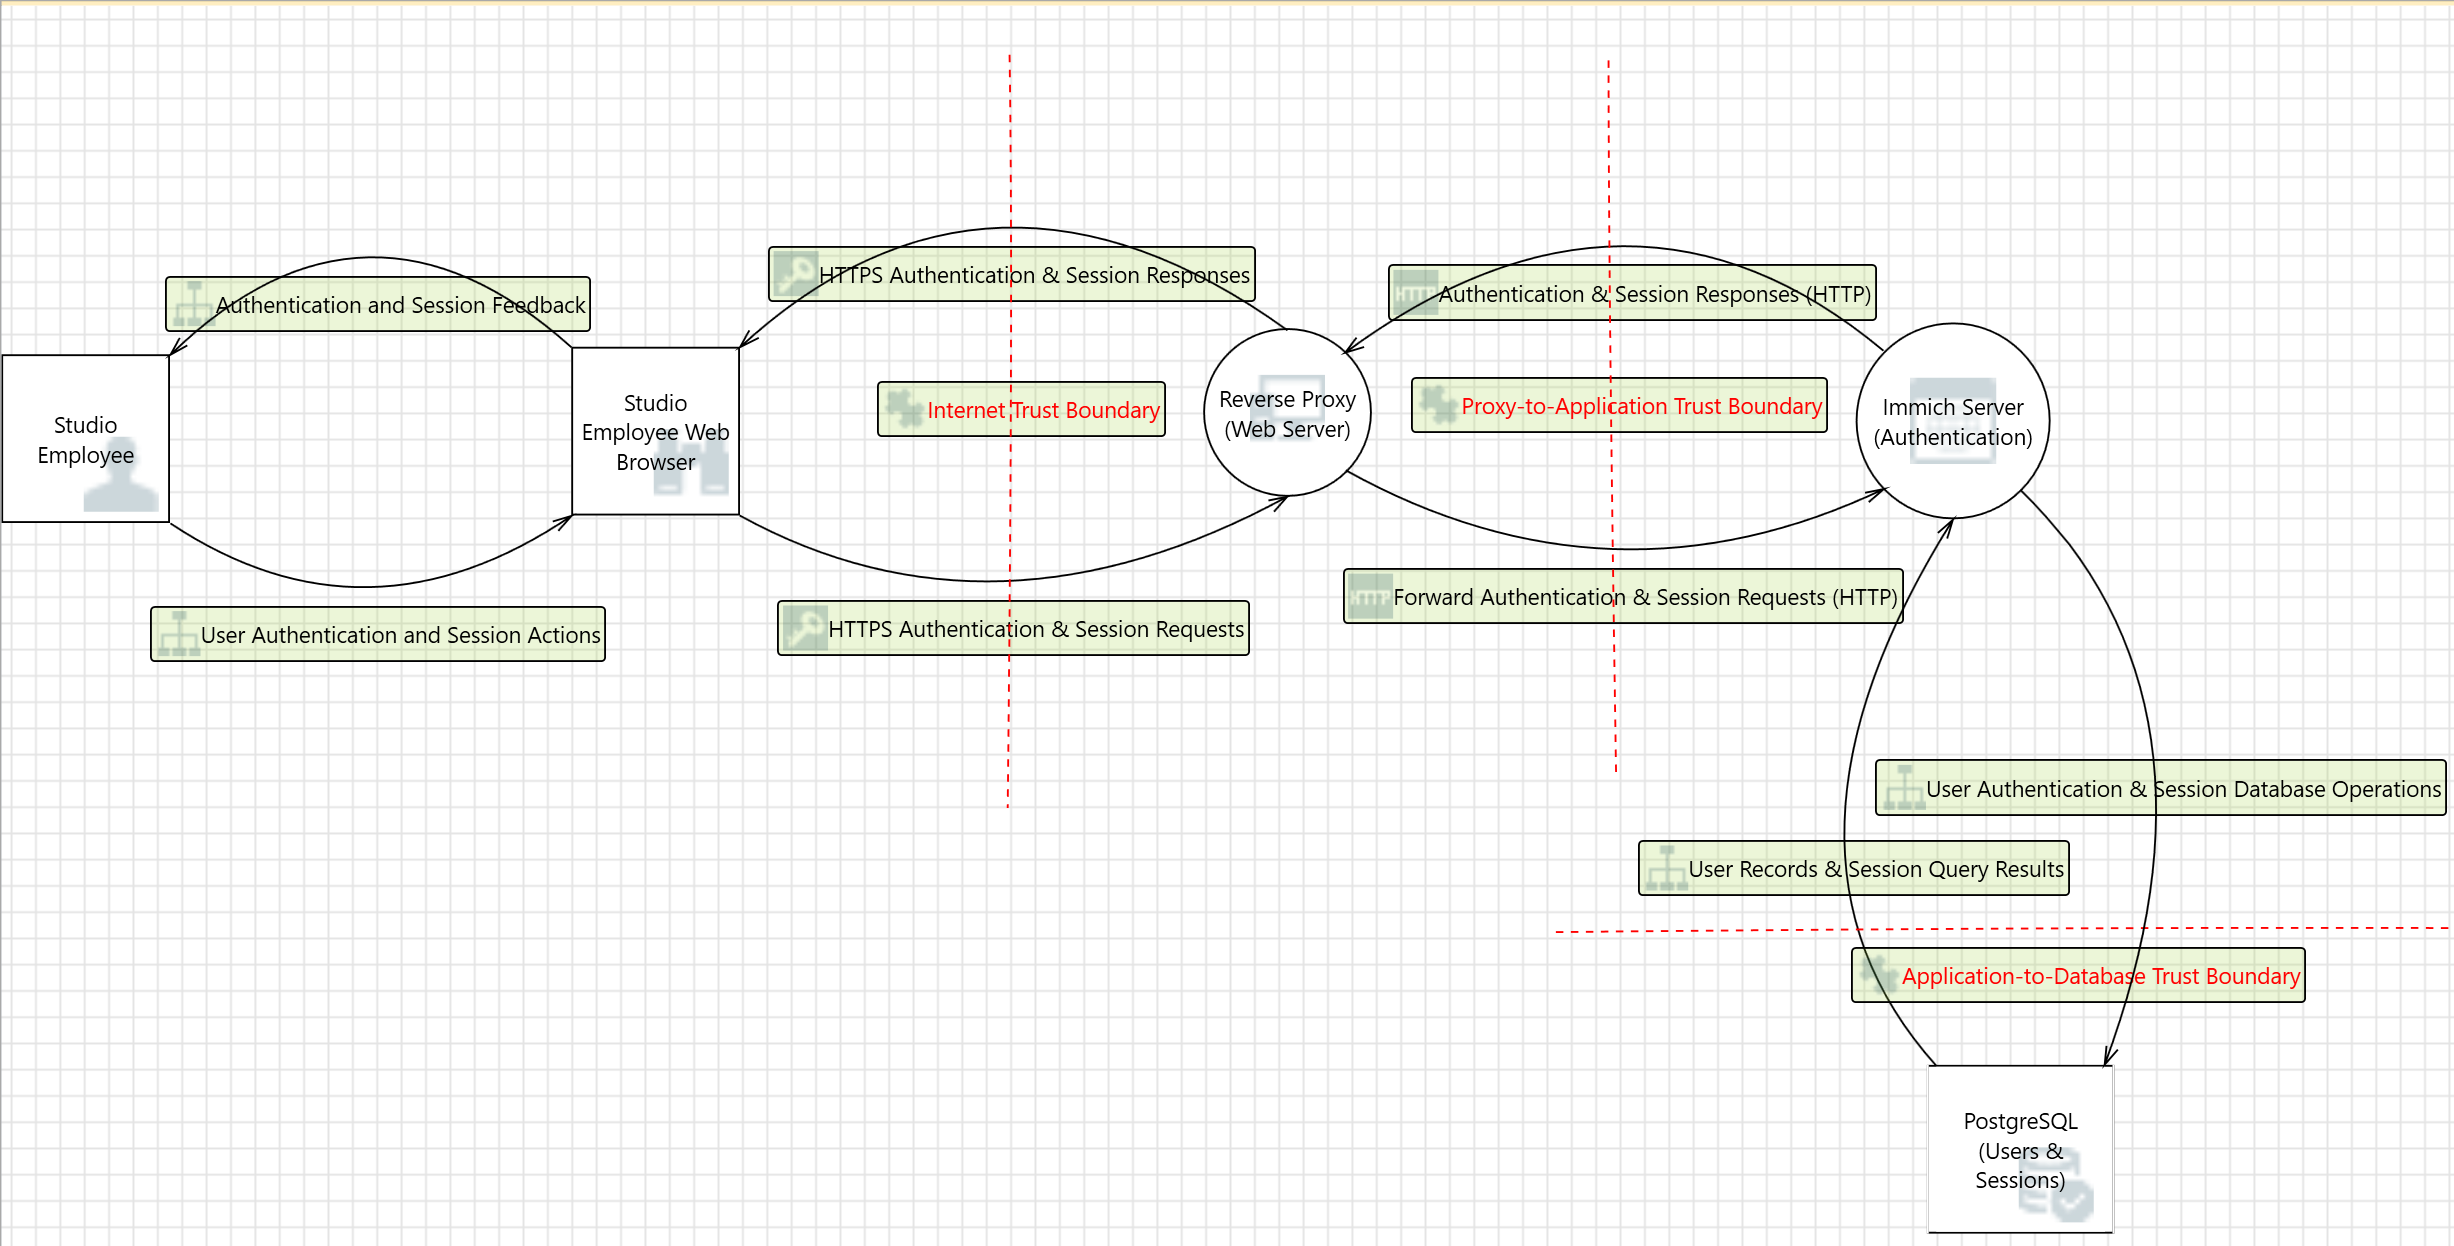 HTTPS Authentication & Session Responses
Authentication & Session Responses (HTTP)
HTTP
Authentication and Session Feedback
Studio
Employee
Studio
Employee Web
Browser
Internet Trust Boundary
Reverse Proxy
(Web Server)
Proxy-to-Application Trust Boundary
Immich Server
(Authentication)
User Authentication and Session Actions
HTTPS Authentication & Session Requests
HTTP
Forward Authentication & Session Requests (HTTP)
User Authentication & Session Database Operations
User Records & Session Query Results
Application-to-Database Trust Boundary
PostgreSQL
(Users &
Sessions)